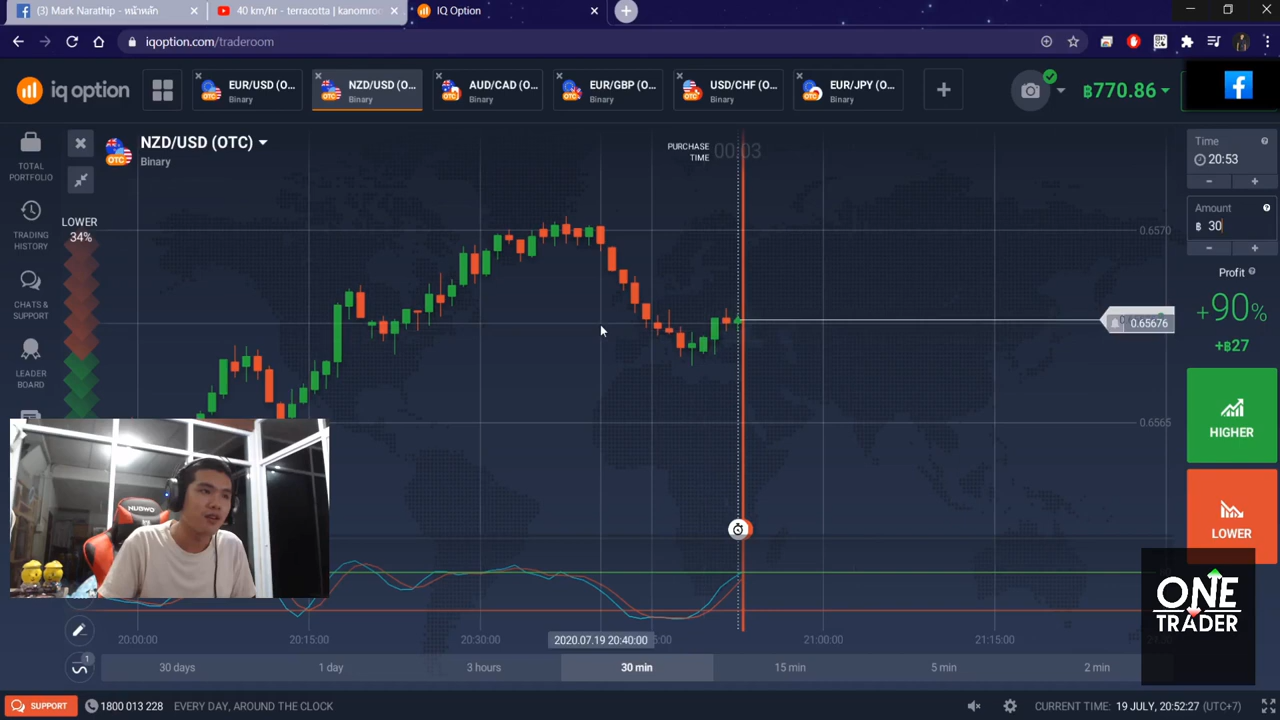 (3) Mark Narathip - หน้าหลัก
40 km/hr - terracotta | kanomroo
IQ Option
iqoption.com/traderoom
iq option
EUR/USD (O...
Binary
NZD/USD (O...
Binary
AUD/CAD (O...
Binary
EUR/GBP (O...
Binary
USD/CHF (O...
Binary
EUR/JPY (O...
Binary
฿770.86
TOTAL
PORTFOLIO
TRADING
HISTORY
CHATS &
SUPPORT
LEADER
BOARD
NZD/USD (OTC)
Binary
LOWER
34%
PURCHASE
TIME
00:03
0.6570
0.65676
0.6565
Time
20:53
Amount
฿ 30
Profit
+90%
+฿27
HIGHER
LOWER
NUBWO
ONE
TRADER
20:00:00
20:15:00
20:30:00
2020.07.19 20:40:00
21:00:00
21:15:00
30 days
1 day
3 hours
30 min
15 min
5 min
2 min
1
SUPPORT
1800 013 228
EVERY DAY, AROUND THE CLOCK
CURRENT TIME: 19 JULY, 20:52:27 (UTC+7)